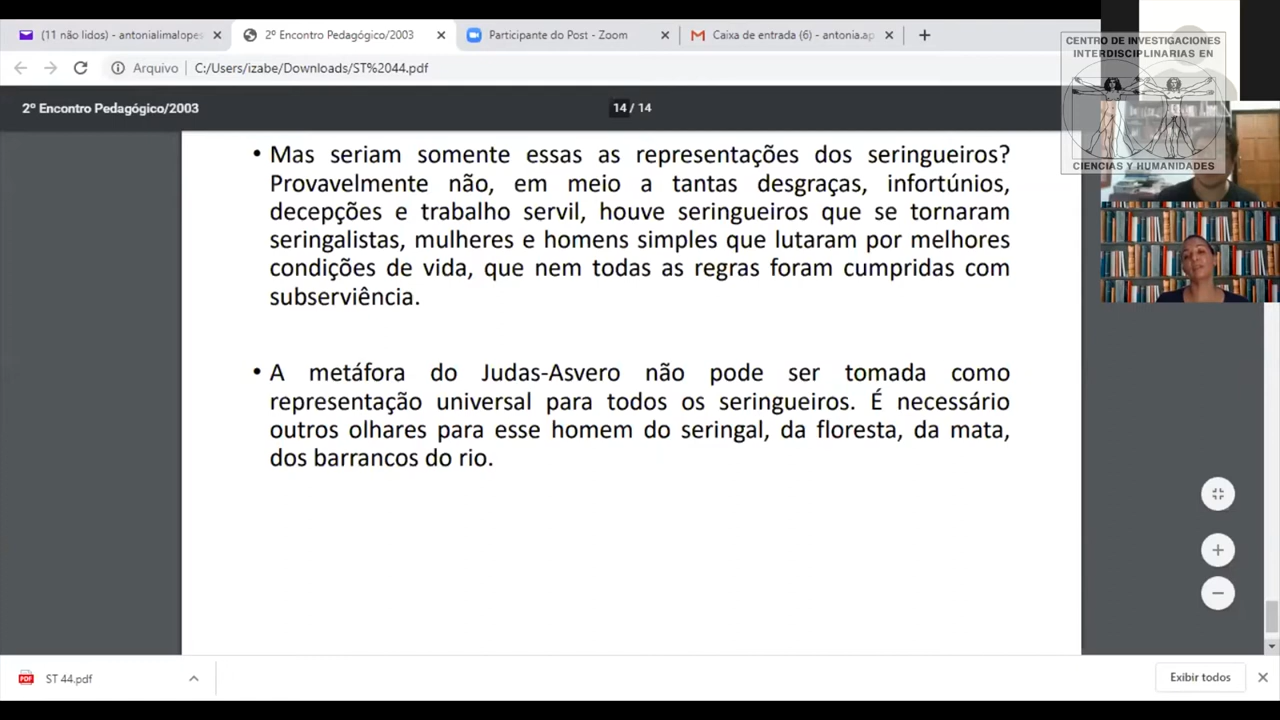 (11 não lidos) - antonialimalopes
2º Encontro Pedagógico/2003
Participante do Post - Zoom
Caixa de entrada (6) - antonia.ap
Arquivo
C:/Users/izabe/Downloads/ST%2044.pdf
CENTRO DE INVESTIGACIONES
INTERDISCIPLINARIAS EN
CIENCIAS Y HUMANIDADES
2º Encontro Pedagógico/2003
14 / 14
• Mas seriam somente essas as representações dos seringueiros?
Provavelmente não, em meio a tantas desgraças, infortúnios,
decepções e trabalho servil, houve seringueiros que se tornaram
seringalistas, mulheres e homens simples que lutaram por melhores
condições de vida, que nem todas as regras foram cumpridas com
subserviência.
• A metáfora do Judas-Asvero não pode ser tomada como
representação universal para todos os seringueiros. É necessário
outros olhares para esse homem do seringal, da floresta, da mata,
dos barrancos do rio.
PDF
ST 44.pdf
Exibir todos